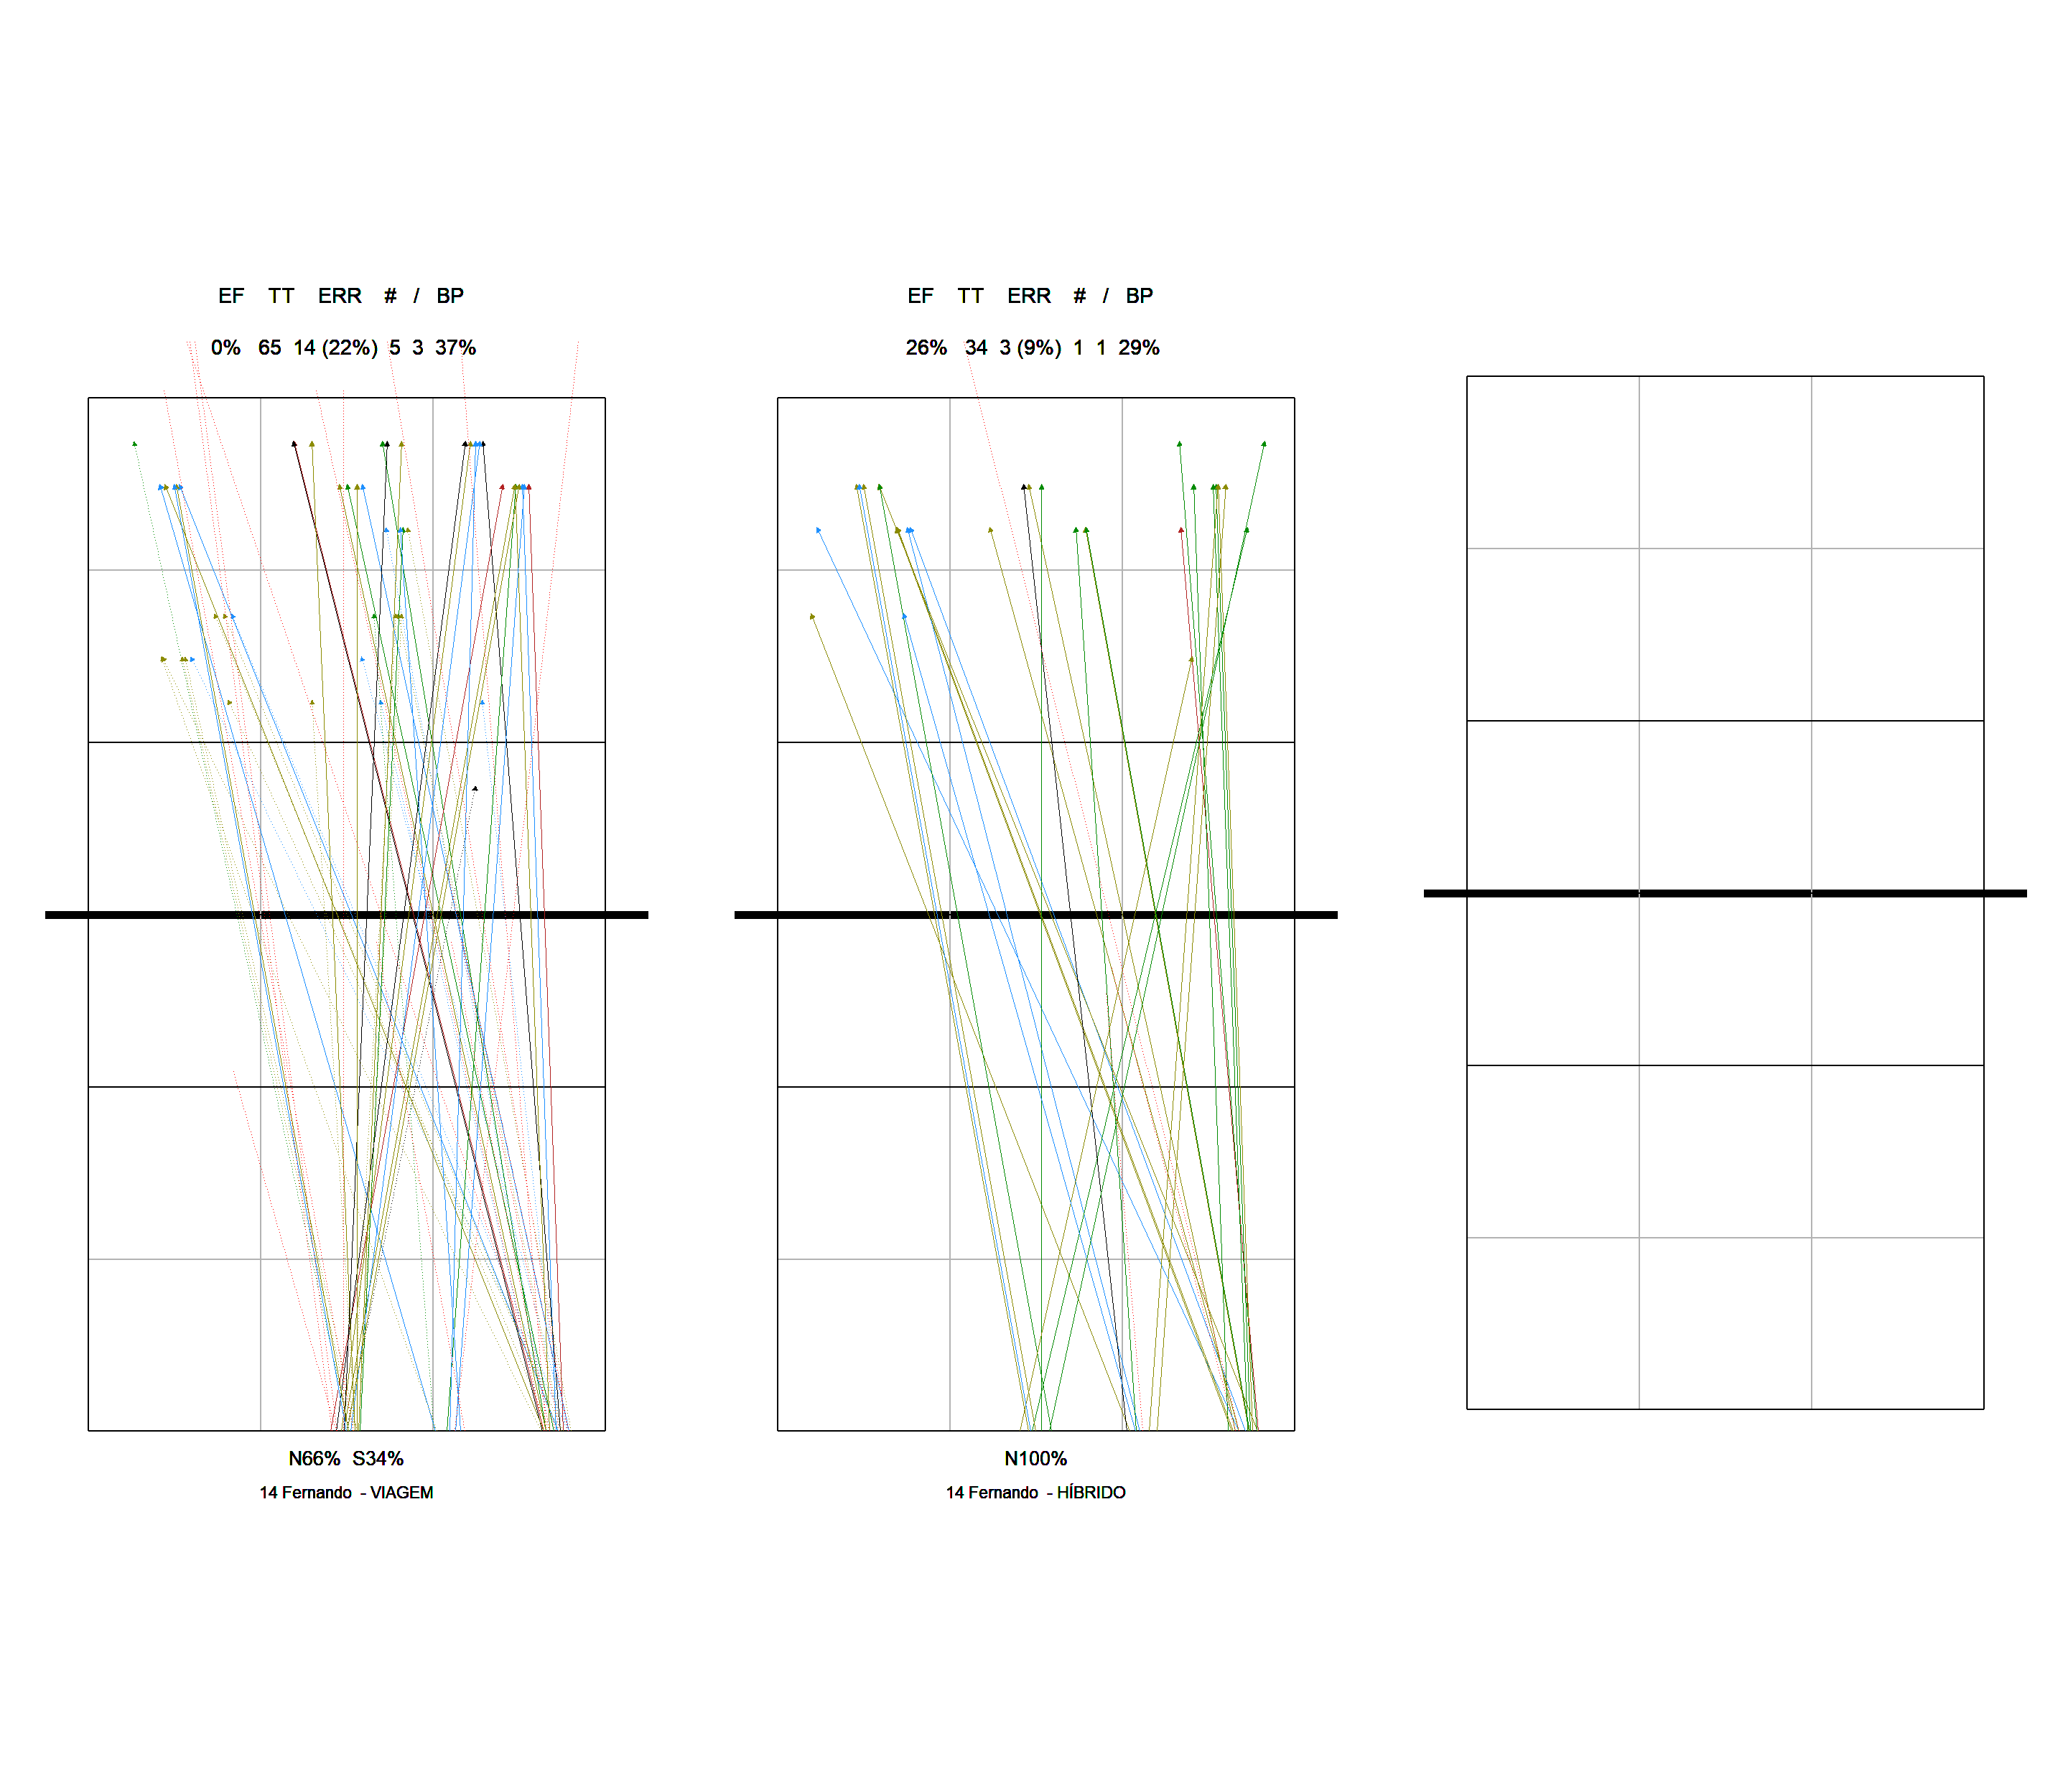 EF TT ERR # / BP
0% 65 14 (22%) 5 3 37%
N66% S34%
14 Fernando - VIAGEM
EF TT ERR # / BP
26% 34 3 (9%) 1 1 29%
N100%
14 Fernando - HÍBRIDO